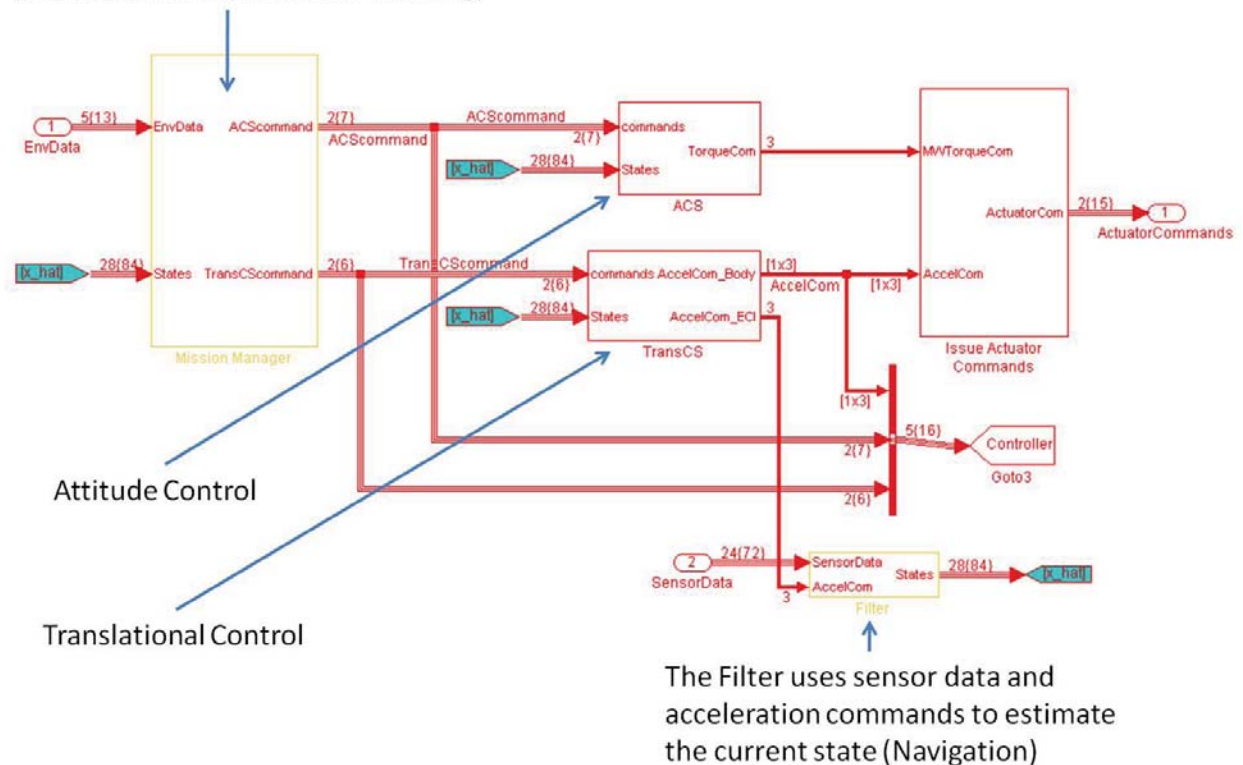 5{13}
1
EnvData
EnvData
ACScommand
2{7}
ACScommand
ACScommand
2{7}
commands
TorqueCom
3
[x_hat]
28{84}
States
ACS
MWTorqueCom
ActuatorCom
2{15}
1
ActuatorCommands
[x_hat]
28{84}
States
TransCScommand
2{6}
TransCScommand
2{6}
commands
AccelCom_Body
[1x3]
AccelCom
[1x3]
AccelCom
[x_hat]
28{84}
States
AccelCom_ECI
3
TransCS
Mission Manager
Issue Actuator
Commands
[1x3]
2{7}
2{6}
5{16}
Controller
Goto3
Attitude Control
2
SensorData
24{72}
SensorData
AccelCom
3
States
28{84}
[x_hat]
Filter
Translational Control
The Filter uses sensor data and
acceleration commands to estimate
the current state (Navigation)